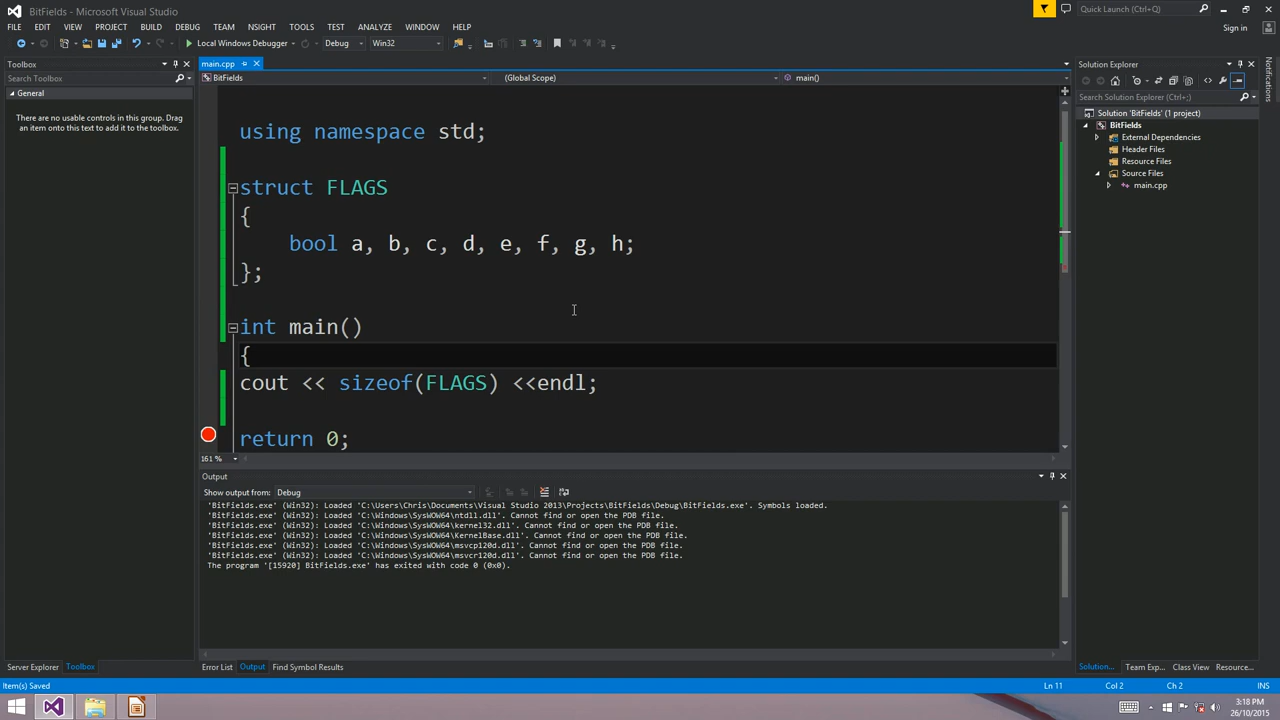 BitFields - Microsoft Visual Studio
Quick Launch (Ctrl+Q)
FILE EDIT VIEW PROJECT BUILD DEBUG TEAM NSIGHT TOOLS TEST ANALYZE WINDOW HELP
Sign in
Local Windows Debugger Debug Win32
Toolbox
Search Toolbox
General
There are no usable controls in this group. Drag
an item onto this text to add it to the toolbox.
main.cpp
BitFields (Global Scope) main()
using namespace std;
struct FLAGS
{
bool a, b, c, d, e, f, g, h;
};
int main()
{
cout << sizeof(FLAGS) <<endl;
return 0;
161 %
Output
Show output from: Debug
'BitFields.exe' (Win32): Loaded 'C:\Users\Chris\Documents\Visual Studio 2013\Projects\BitFields\Debug\BitFields.exe'. Symbols loaded.
'BitFields.exe' (Win32): Loaded 'C:\Windows\SysWOW64\ntdll.dll'. Cannot find or open the PDB file.
'BitFields.exe' (Win32): Loaded 'C:\Windows\SysWOW64\kernel32.dll'. Cannot find or open the PDB file.
'BitFields.exe' (Win32): Loaded 'C:\Windows\SysWOW64\KernelBase.dll'. Cannot find or open the PDB file.
'BitFields.exe' (Win32): Loaded 'C:\Windows\SysWOW64\msvcp120d.dll'. Cannot find or open the PDB file.
'BitFields.exe' (Win32): Loaded 'C:\Windows\SysWOW64\msvcr120d.dll'. Cannot find or open the PDB file.
The program '[15920] BitFields.exe' has exited with code 0 (0x0).
Solution Explorer
Search Solution Explorer (Ctrl+;)
Solution 'BitFields' (1 project)
BitFields
External Dependencies
Header Files
Resource Files
Source Files
main.cpp
Notifications
Server Explorer Toolbox
Error List Output Find Symbol Results
Solution... Team Exp... Class View Resource...
Item(s) Saved
Ln 11 Col 2 Ch 2 INS
3:18 PM
26/10/2015